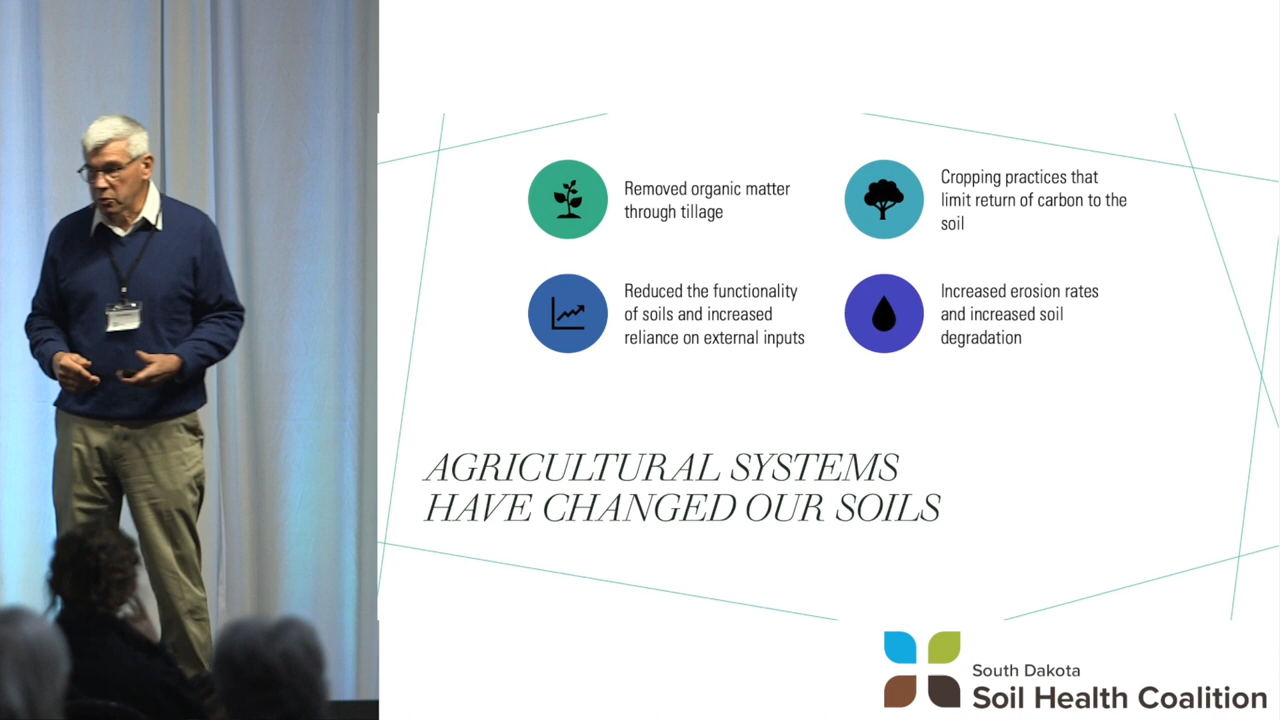 Removed organic matter
through tillage
Cropping practices that
limit return of carbon to the
soil
Reduced the functionality
of soils and increased
reliance on external inputs
Increased erosion rates
and increased soil
degradation
AGRICULTURAL SYSTEMS
HAVE CHANGED OUR SOILS
South Dakota
Soil Health Coalition